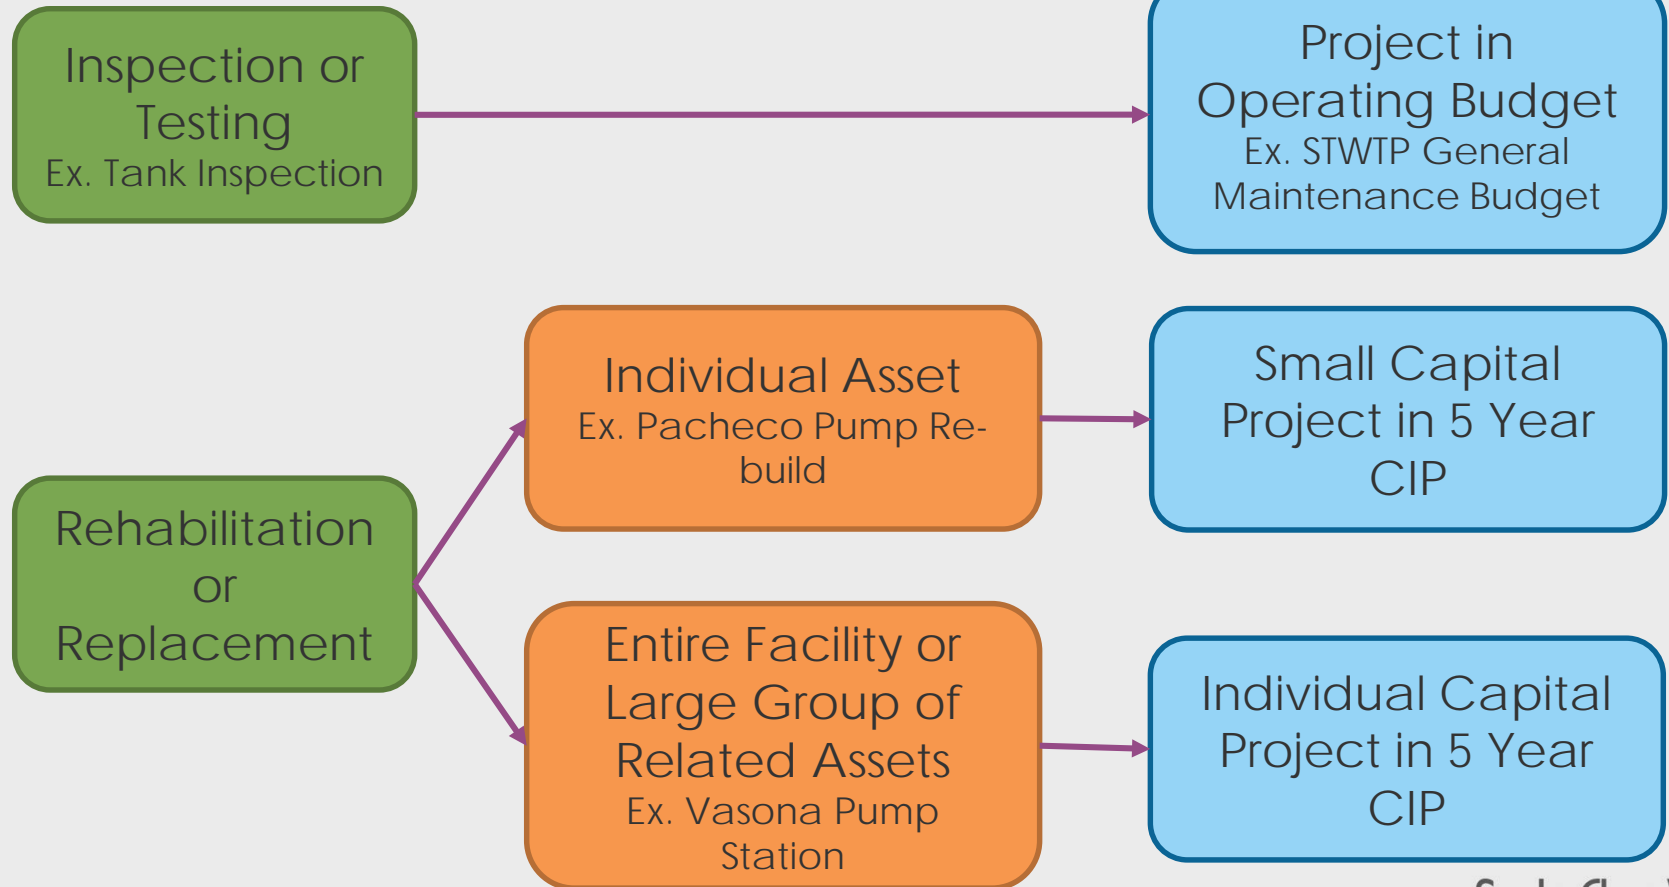 Inspection or
Testing
Ex. Tank Inspection
Project in
Operating Budget
Ex. STWTP General
Maintenance Budget
Individual Asset
Ex. Pacheco Pump Re-
build
Small Capital
Project in 5 Year
CIP
Rehabilitation
or
Replacement
Entire Facility or
Large Group of
Related Assets
Ex. Vasona Pump
Station
Individual Capital
Project in 5 Year
CIP